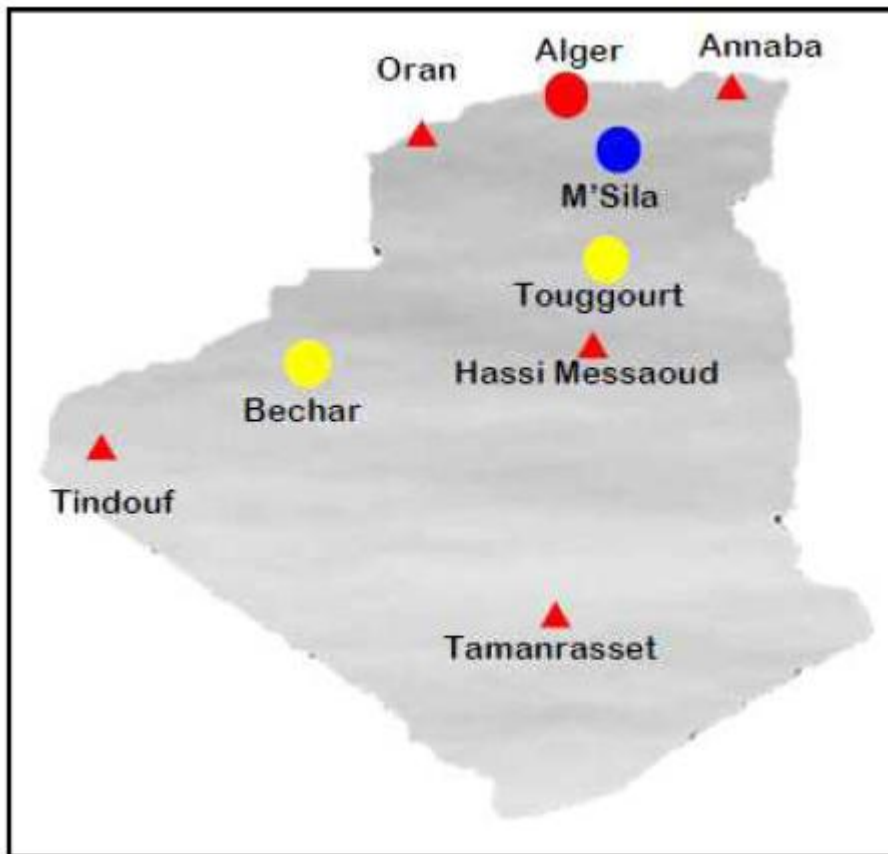 Alger
Annaba
Oran
M'Sila
Touggourt
Hassi Messaoud
Bechar
Tindouf
Tamanrasset